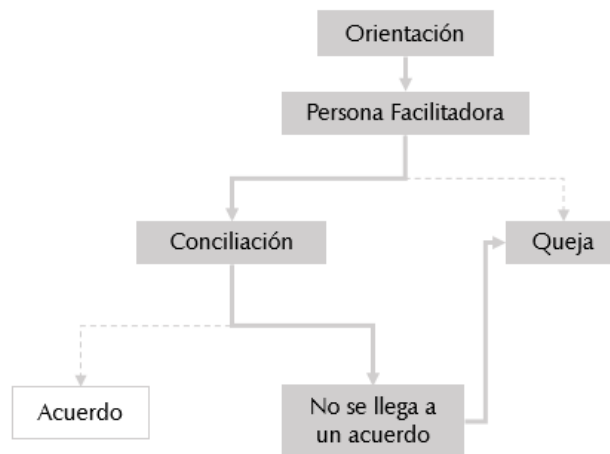 Orientación
Persona Facilitadora
Conciliación
Queja
Acuerdo
No se llega a
un acuerdo